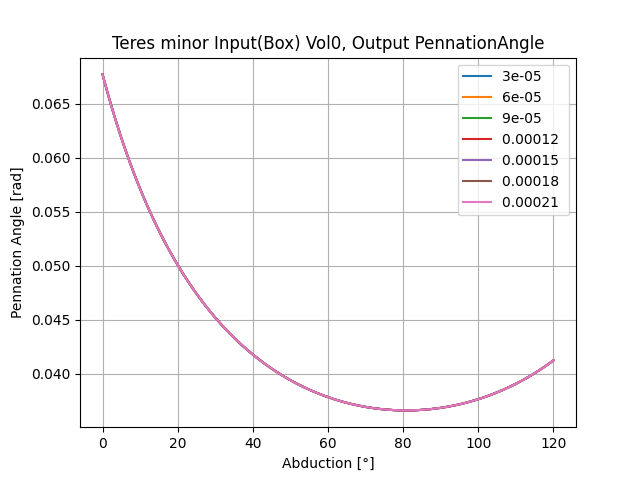 Teres minor Input(Box) Vol0, Output PennationAngle
3e-05
6e-05
9e-05
0.00012
0.00015
0.00018
0.00021
0.065
0.060
0.055
0.050
0.045
0.040
Pennation Angle [rad]
0 20 40 60 80 100 120
Abduction [°]